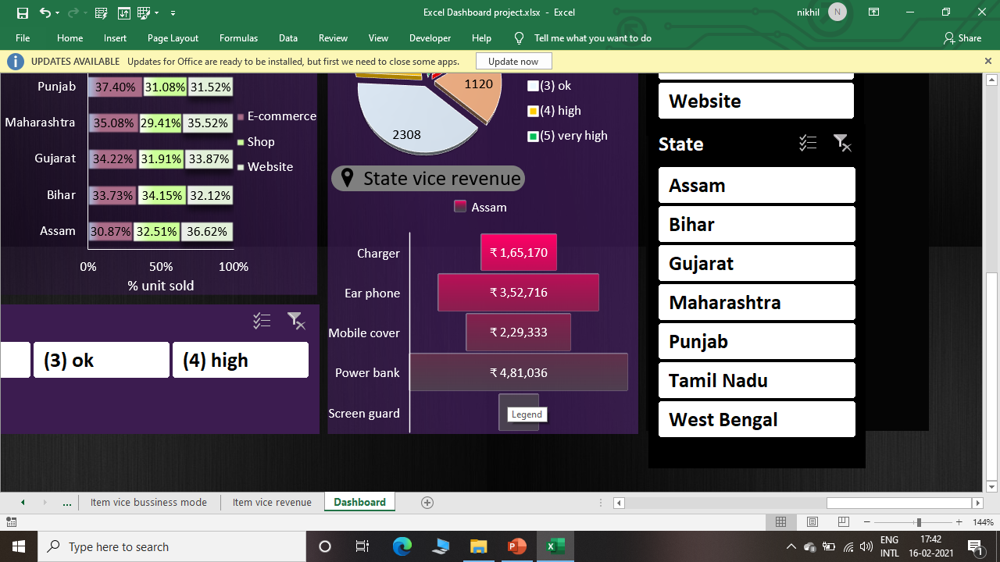 Excel Dashboard project.xlsx - Excel
nikhil
N
File Home Insert Page Layout Formulas Data Review View Developer Help Tell me what you want to do Share
UPDATES AVAILABLE Updates for Office are ready to be installed, but first we need to close some apps. Update now
Punjab 37.40% 31.08% 31.52%
Maharashtra 35.08% 29.41% 35.52%
Gujarat 34.22% 31.91% 33.87%
Bihar 33.73% 34.15% 32.12%
Assam 30.87% 32.51% 36.62%
0% 50% 100%
% unit sold
E-commerce
Shop
Website
(3) ok
(4) high
1120
2308
(3) ok
(4) high
(5) very high
State vice revenue
Assam
Charger ₹ 1,65,170
Ear phone ₹ 3,52,716
Mobile cover ₹ 2,29,333
Power bank ₹ 4,81,036
Screen guard
Legend
Website
State
Assam
Bihar
Gujarat
Maharashtra
Punjab
Tamil Nadu
West Bengal
... Item vice bussiness mode Item vice revenue Dashboard
144%
Type here to search
ENG
INTL
17:42
16-02-2021
1